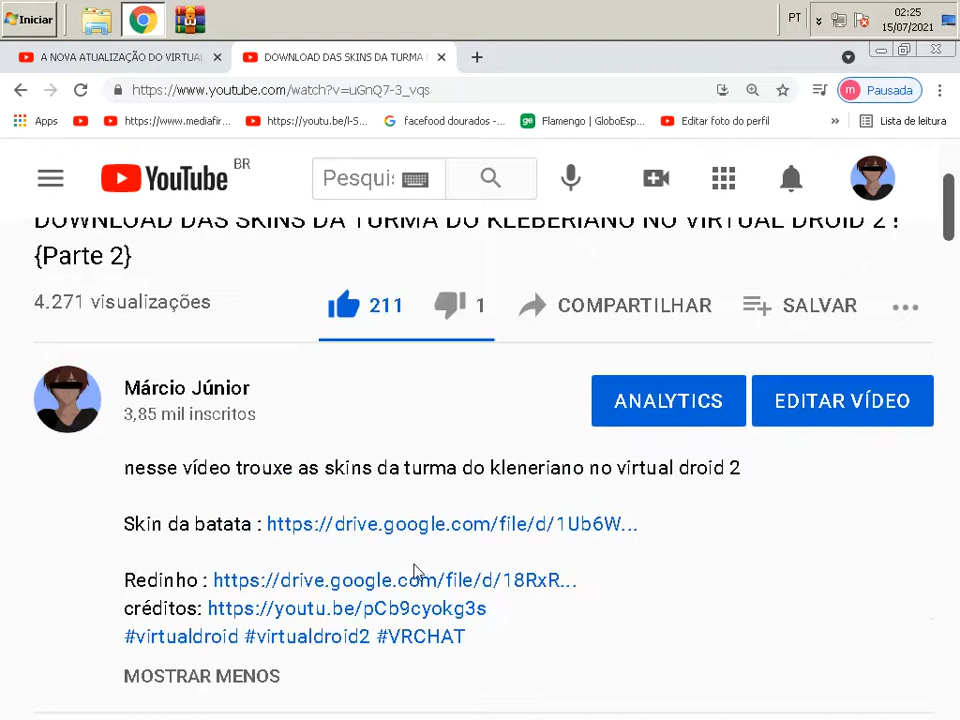 Iniciar
PT
02:25
15/07/2021
A NOVA ATUALIZAÇÃO DO VIRTUAL
DOWNLOAD DAS SKINS DA TURMA
https://www.youtube.com/watch?v=uGnQ7-3_vqs
m Pausada
Apps
https://www.mediafir...
https://youtu.be/l-S...
G facefood dourados -...
ge Flamengo | GloboEsp...
Editar foto do perfil
»
Lista de leitura
YouTube BR
Pesqui
DOWNLOAD DAS SKINS DA TURMA DO KLEBERIANO NO VIRTUAL DROID 2 !
{Parte 2}
4.271 visualizações
211
1
COMPARTILHAR
SALVAR
...
Márcio Júnior
3,85 mil inscritos
ANALYTICS
EDITAR VÍDEO
nesse vídeo trouxe as skins da turma do kleneriano no virtual droid 2
Skin da batata : https://drive.google.com/file/d/1Ub6W...
Redinho : https://drive.google.com/file/d/18RxR...
créditos: https://youtu.be/pCb9cyokg3s
#virtualdroid #virtualdroid2 #VRCHAT
MOSTRAR MENOS